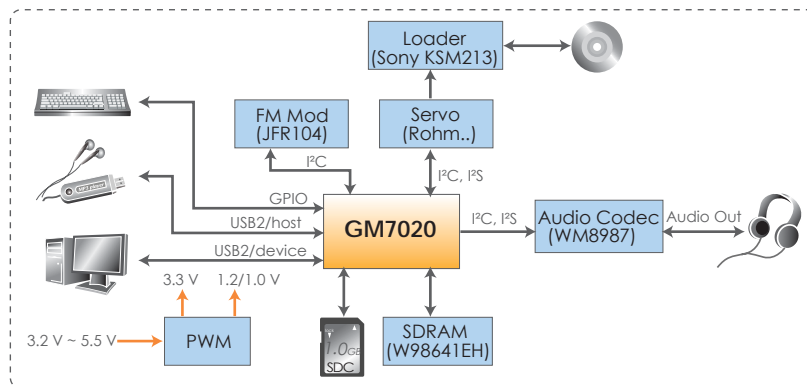 Loader
(Sony KSM213)
FM Mod
(JFR104)
Servo
(Rohm..)
I²C
I²C, I²S
MP3 player
GPIO
USB2/host
USB2/device
GM7020
I²C, I²S
Audio Codec
(WM8987)
Audio Out
3.3 V
1.2/1.0 V
3.2 V ~ 5.5 V
PWM
1.0GB
SDC
SDRAM
(W98641EH)